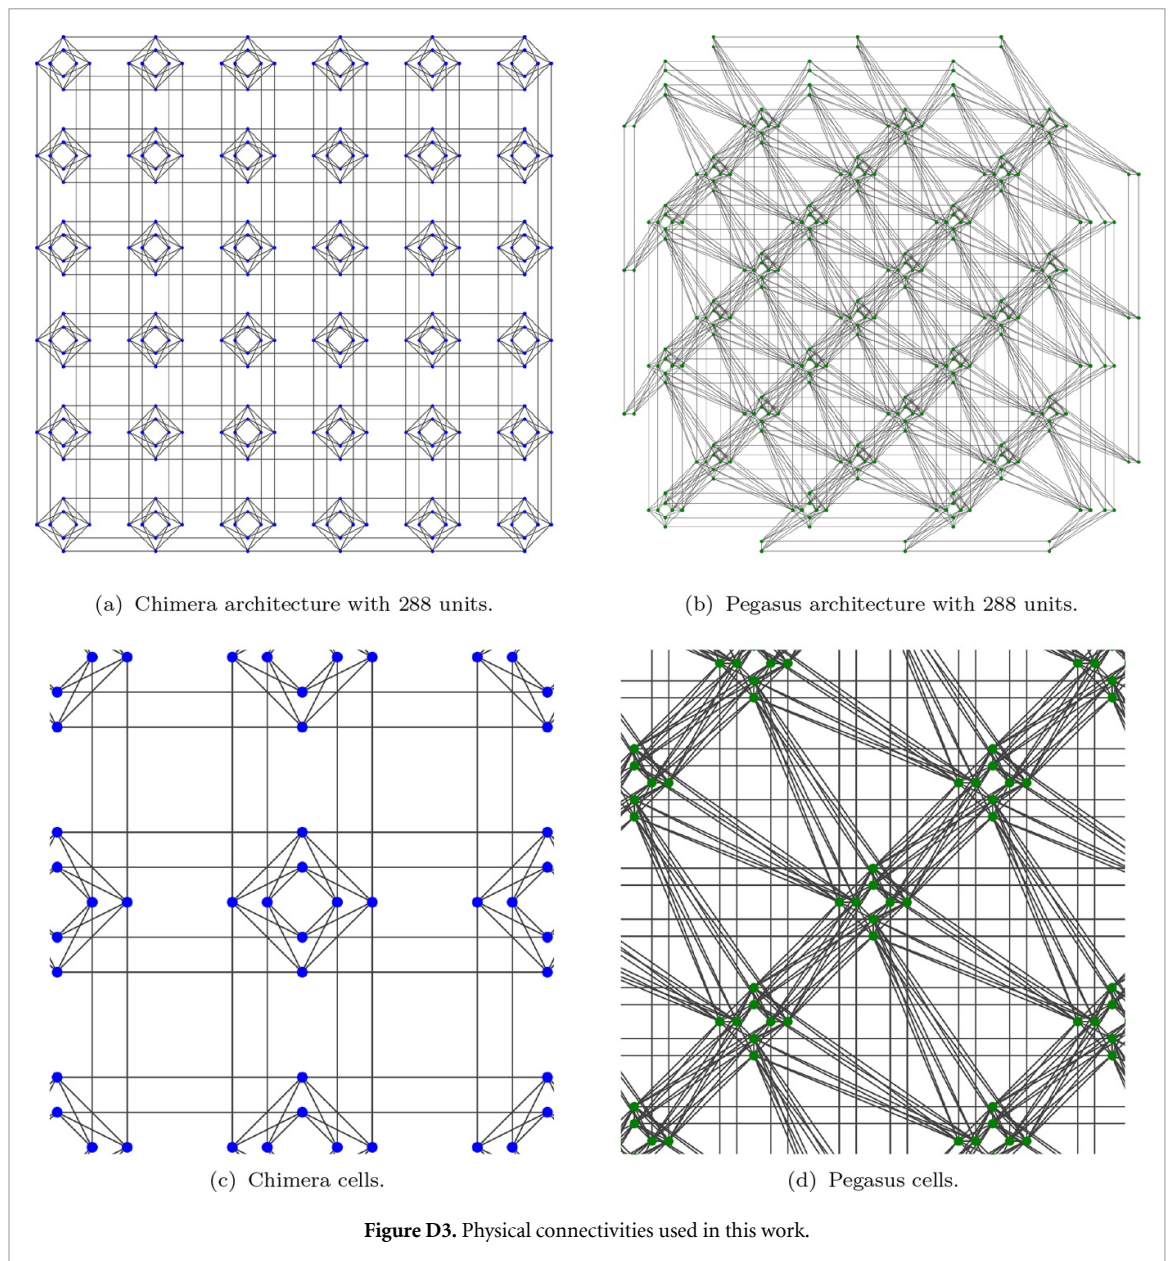 (a) Chimera architecture with 288 units.
(b) Pegasus architecture with 288 units.
(c) Chimera cells.
(d) Pegasus cells.
Figure D3. Physical connectivities used in this work.